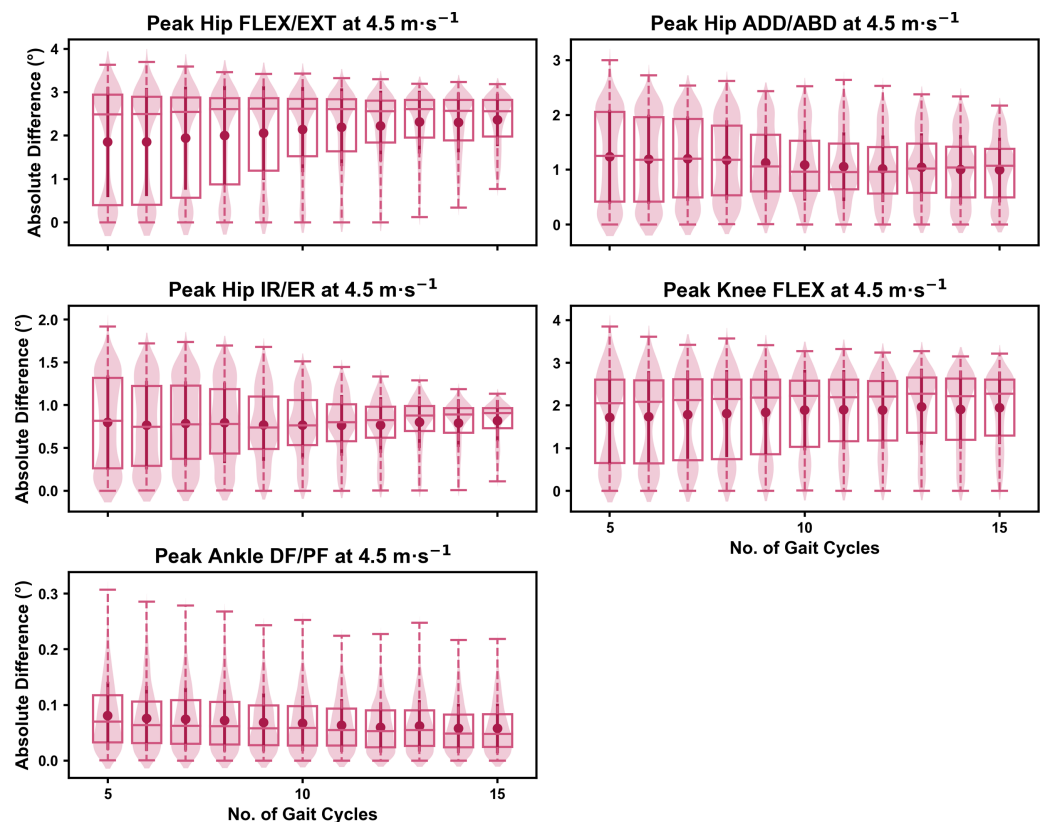 Peak Hip FLEX/EXT at 4.5 m·s⁻¹
Absolute Difference (°)
4
3
2
1
0
Peak Hip ADD/ABD at 4.5 m·s⁻¹
3
2
1
0
Peak Hip IR/ER at 4.5 m·s⁻¹
Absolute Difference (°)
2.0
1.5
1.0
0.5
0.0
Peak Knee FLEX at 4.5 m·s⁻¹
4
3
2
1
0
5 10 15
No. of Gait Cycles
Peak Ankle DF/PF at 4.5 m·s⁻¹
Absolute Difference (°)
0.3
0.2
0.1
0.0
5 10 15
No. of Gait Cycles